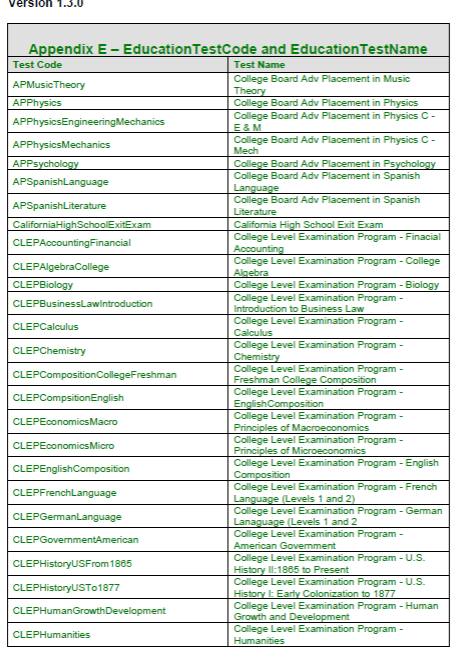 Version 1.3.0
Appendix E – EducationTestCode and EducationTestName
Test Code Test Name
APMusicTheory College Board Adv Placement in Music
Theory
APPhysics College Board Adv Placement in Physics
APPhysicsEngineeringMechanics College Board Adv Placement in Physics C -
E & M
APPhysicsMechanics College Board Adv Placement in Physics C -
Mech
APPsychology College Board Adv Placement in Psychology
APSpanishLanguage College Board Adv Placement in Spanish
Language
APSpanishLiterature College Board Adv Placement in Spanish
Literature
CaliforniaHighSchoolExitExam California High School Exit Exam
CLEPAccountingFinancial College Level Examination Program - Finacial
Accounting
CLEPAlgebraCollege College Level Examination Program - College
Algebra
CLEPBiology College Level Examination Program - Biology
CLEPBusinessLawIntroduction College Level Examination Program -
Introduction to Business Law
CLEPCalculus College Level Examination Program -
Calculus
CLEPChemistry College Level Examination Program -
Chemistry
CLEPCompositionCollegeFreshman College Level Examination Program -
Freshman College Composition
CLEPCompsitionEnglish College Level Examination Program -
EnglishComposition
CLEPEconomicsMacro College Level Examination Program -
Principles of Macroeconomics
CLEPEconomicsMicro College Level Examination Program -
Principles of Microeconomics
CLEPEnglishComposition College Level Examination Program - English
Composition
CLEPFrenchLanguage College Level Examination Program - French
Language (Levels 1 and 2)
CLEPGermanLanguage College Level Examination Program - German
Lanaguage (Levels 1 and 2
CLEPGovernmentAmerican College Level Examination Program -
American Government
CLEPHistoryUSFrom1865 College Level Examination Program - U.S.
History II:1865 to Present
CLEPHistoryUSTo1877 College Level Examination Program - U.S.
History I: Early Colonization to 1877
CLEPHumanGrowthDevelopment College Level Examination Program - Human
Growth and Development
CLEPHumanities College Level Examination Program -
Humanities